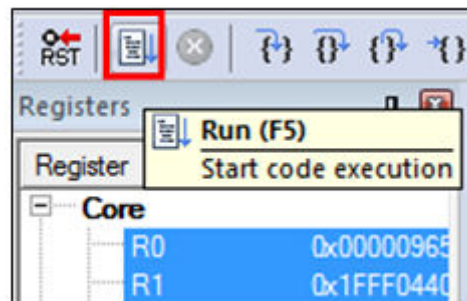 RST
Registers
Run (F5)
Register
Start code execution
Core
R0 0x00000965
R1 0x1FFF0440